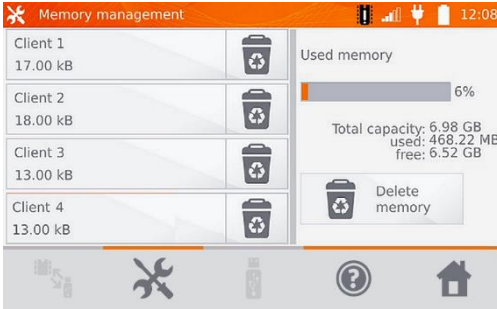 Memory management
12:08
Client 1
17.00 kB
Client 2
18.00 kB
Client 3
13.00 kB
Client 4
13.00 kB
Used memory
6%
Total capacity: 6.98 GB
used: 468.22 MB
free: 6.52 GB
Delete
memory
?